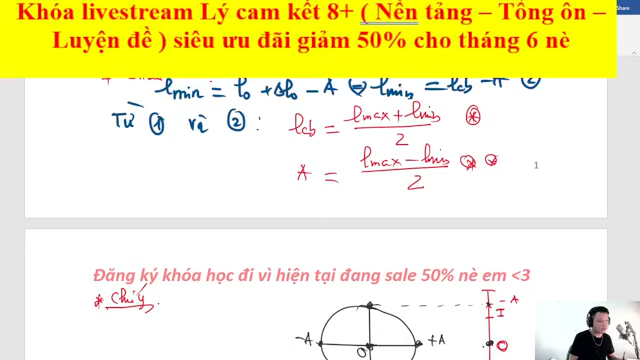 Khóa livestream Lý cam kết 8+ ( Nền tảng – Tổng ôn –
Luyện đề ) siêu ưu đãi giảm 50% cho tháng 6 nè
lmin = l0 + Δl0 – A ⇔ lmin = lcb – A ②
Từ ① và ② : lcb = (lmax + lmin)/2 (*)
A = (lmax – lmin)/2 (*)(*)
1
Đăng ký khóa học đi vì hiện tại đang sale 50% nè em <3
* Chú ý
-A
I
-A
O
+A
O